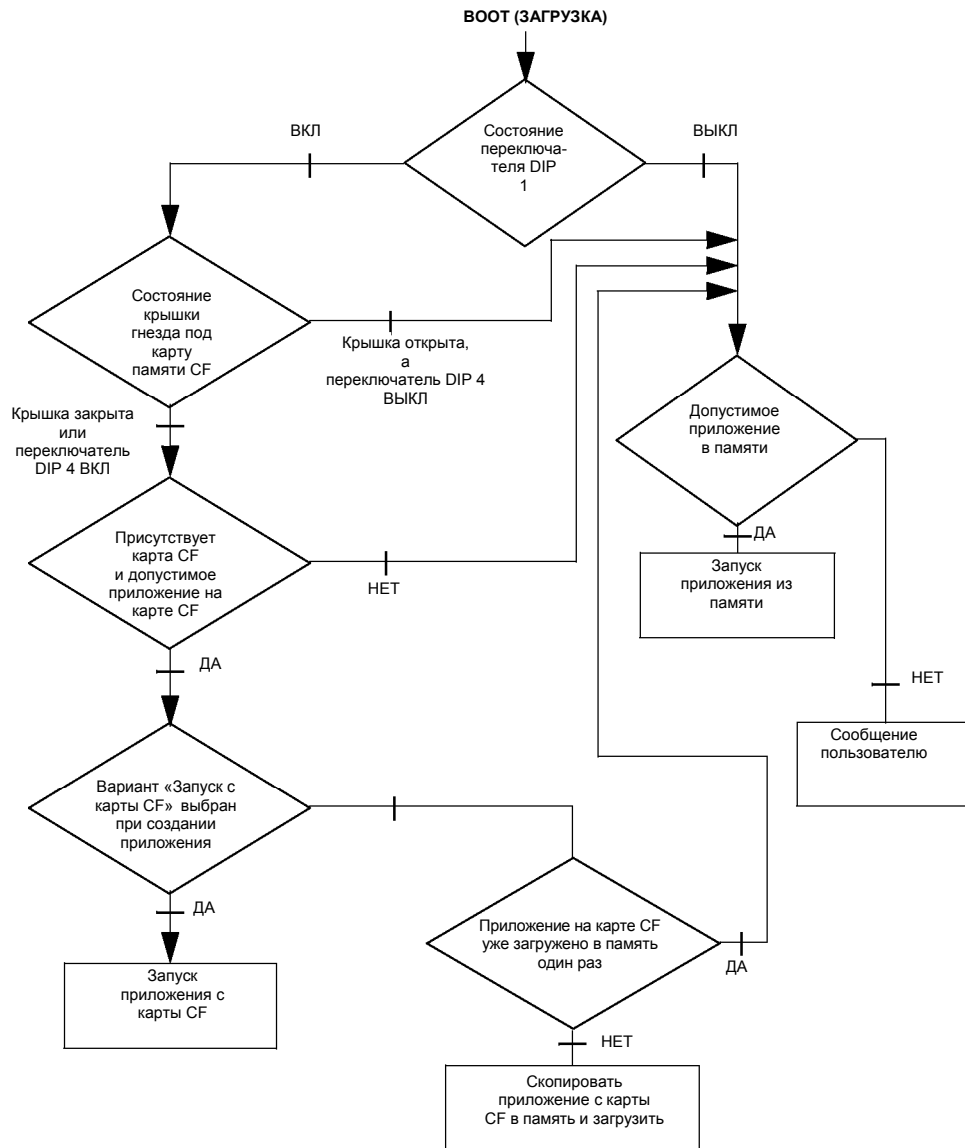 BOOT (ЗАГРУЗКА)
ВКЛ
ВЫКЛ
Состояние
переключа-
теля DIP
1
Состояние
крышки
гнезда под
карту
памяти CF
Крышка открыта,
а
переключатель DIP 4
ВЫКЛ
Крышка закрыта
или
переключатель
DIP 4 ВКЛ
Допустимое
приложение
в памяти
ДА
Запуск
приложения из
памяти
НЕТ
Сообщение
пользователю
Присутствует
карта CF
и допустимое
приложение на
карте CF
НЕТ
ДА
Вариант «Запуск с
карты CF» выбран
при создании
приложения
ДА
Запуск
приложения с
карты CF
Приложение на карте CF
уже загружено в память
один раз
ДА
НЕТ
Скопировать
приложение с карты
CF в память и загрузить